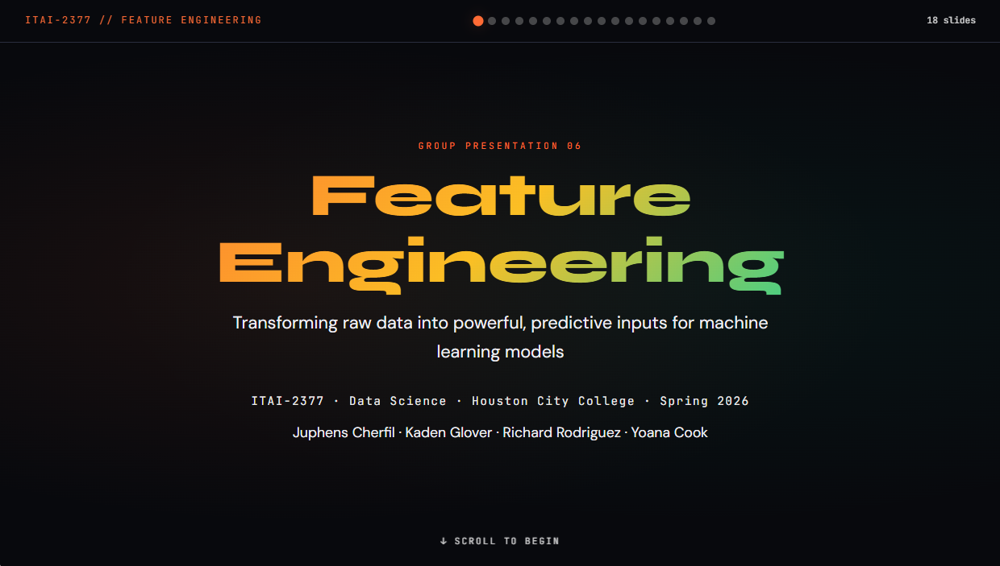 ITAI-2377 // FEATURE ENGINEERING
18 slides
GROUP PRESENTATION 06
Feature
Engineering
Transforming raw data into powerful, predictive inputs for machine
learning models
ITAI-2377 · Data Science · Houston City College · Spring 2026
Juphens Cherfil · Kaden Glover · Richard Rodriguez · Yoana Cook
↓ SCROLL TO BEGIN